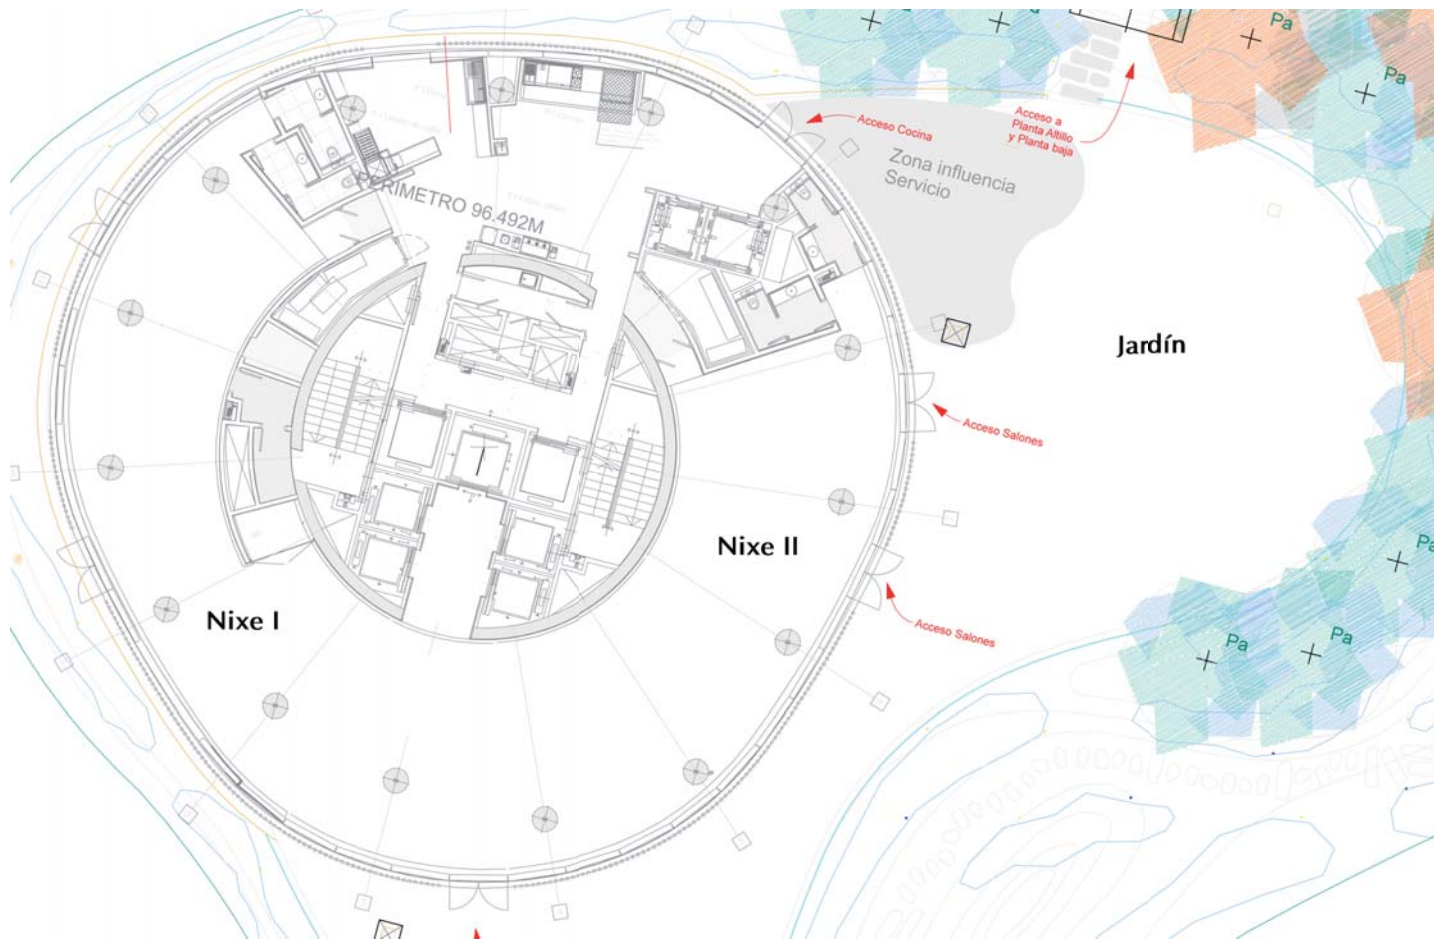 Pa
Pa
Acceso a
Planta Altillo
y Planta baja
Acceso Cocina
Zona influencia
Servicio
PERIMETRO 96.492M
Jardín
Acceso Salones
Nixe II
Pa
Nixe I
Acceso Salones
Pa
Pa